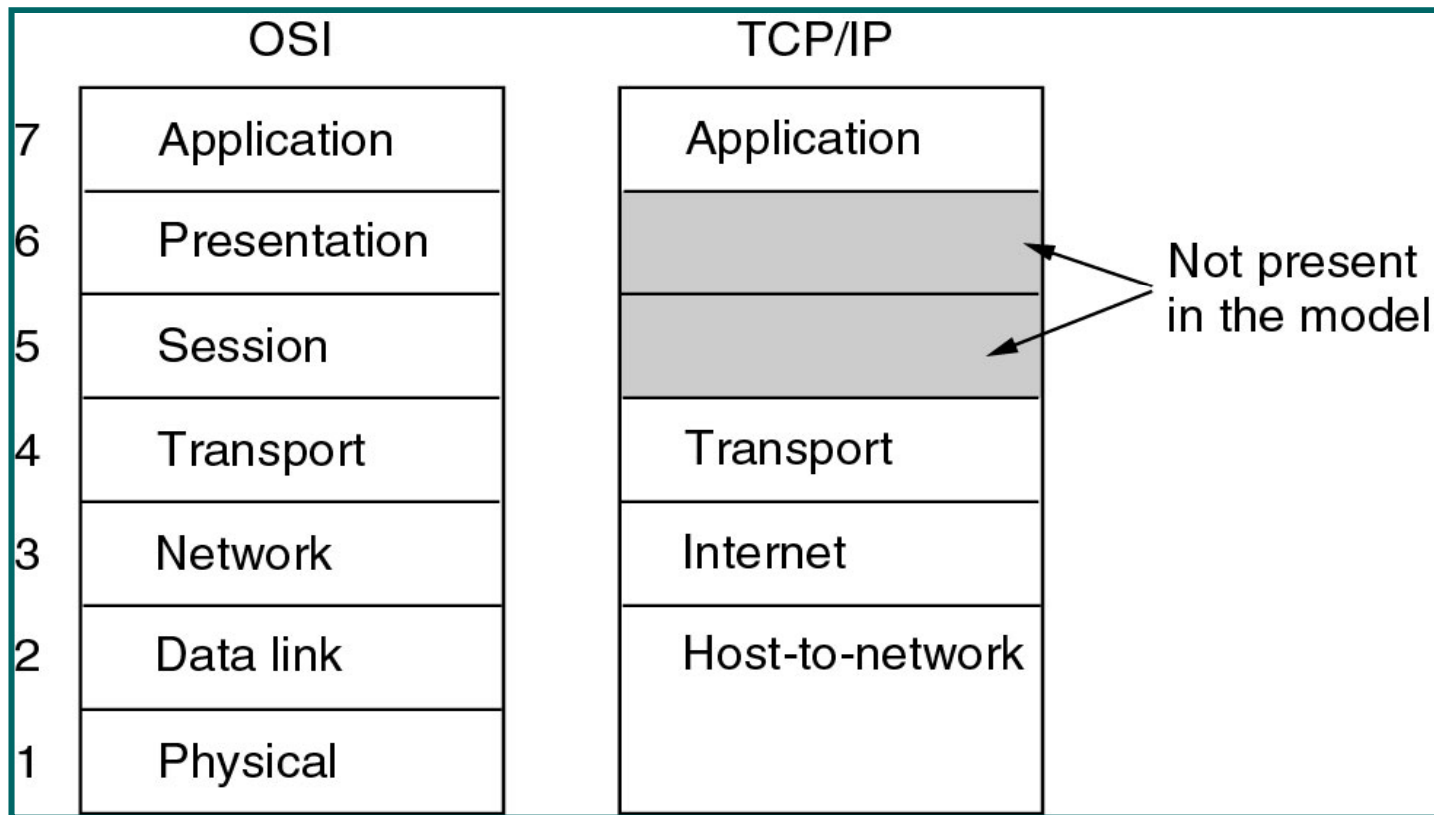 OSI
TCP/IP
7
Application
Application
6
Presentation
Not present
in the model
5
Session
4
Transport
Transport
3
Network
Internet
2
Data link
Host-to-network
1
Physical